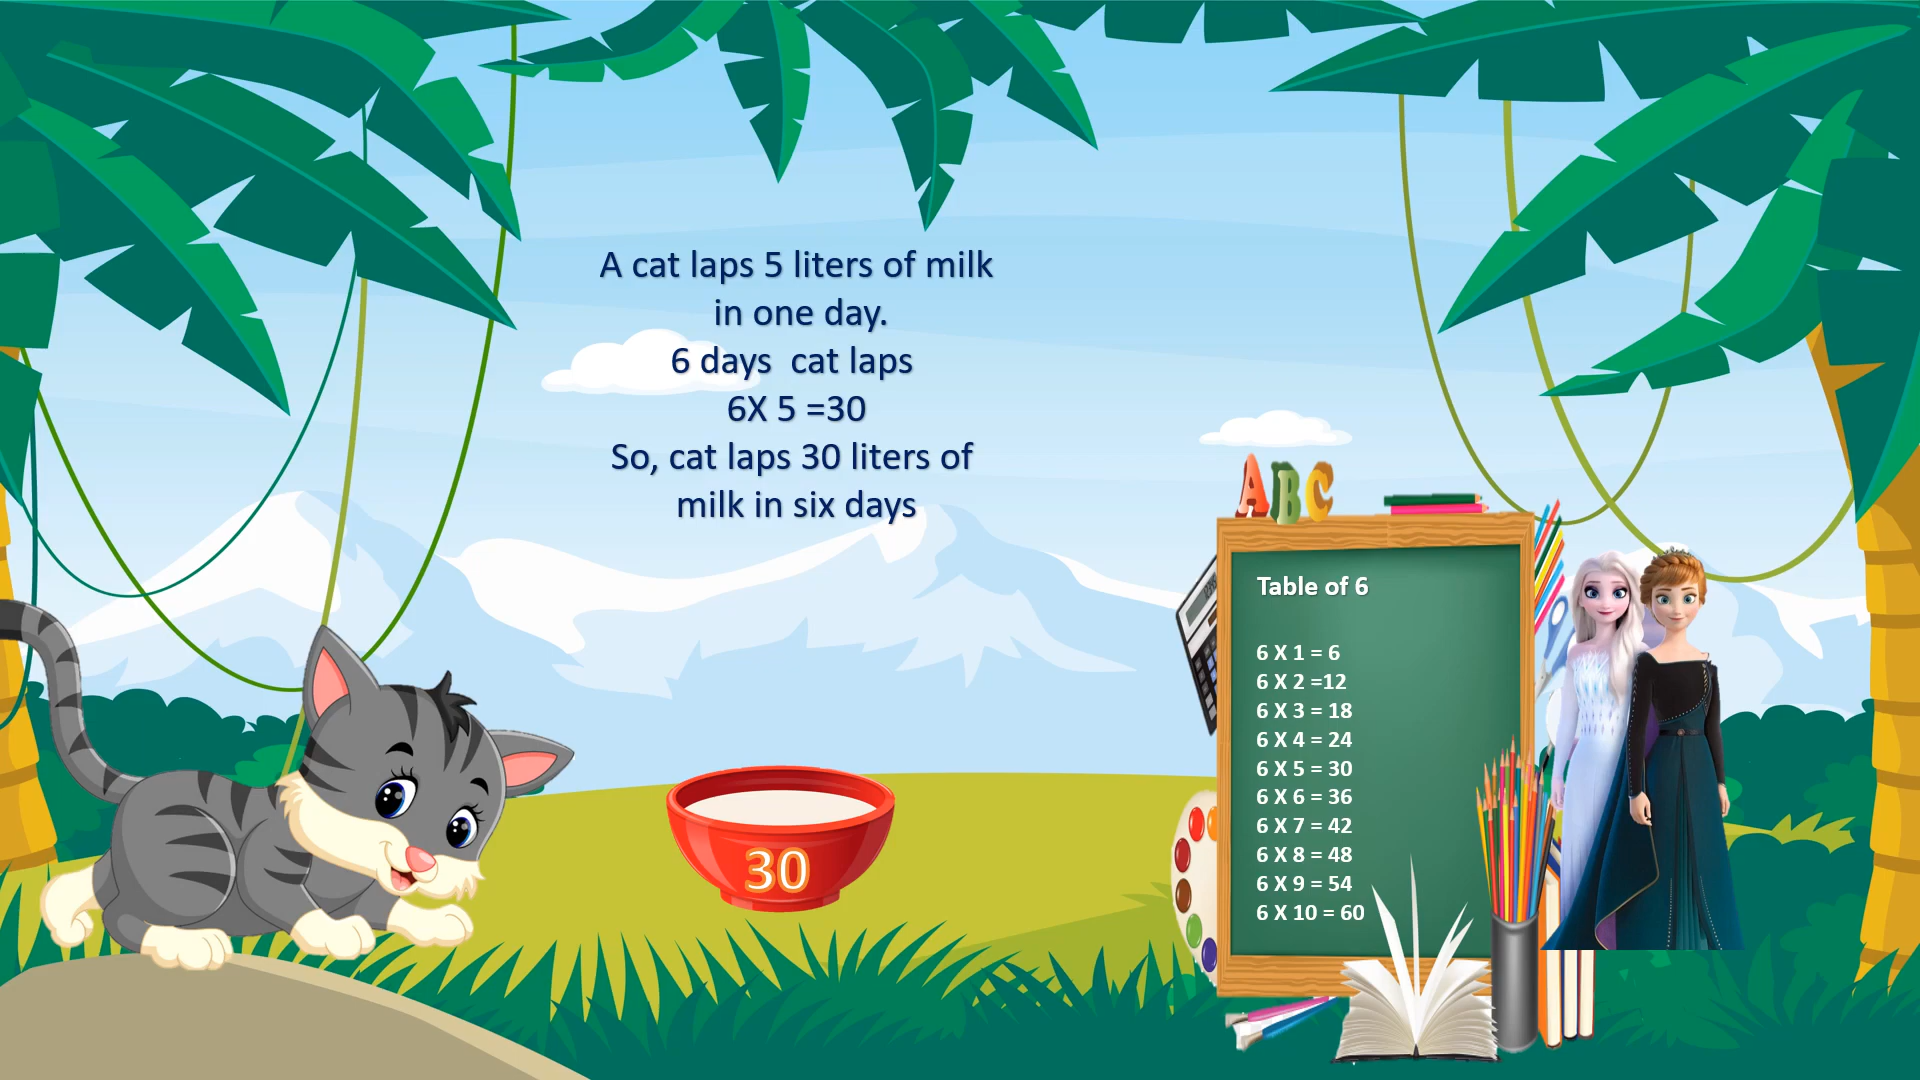 A cat laps 5 liters of milk
in one day.
6 days  cat laps
6X 5 =30
So, cat laps 30 liters of
milk in six days
ABC
Table of 6
6 X 1 = 6
6 X 2 =12
6 X 3 = 18
6 X 4 = 24
6 X 5 = 30
6 X 6 = 36
6 X 7 = 42
6 X 8 = 48
6 X 9 = 54
6 X 10 = 60
30